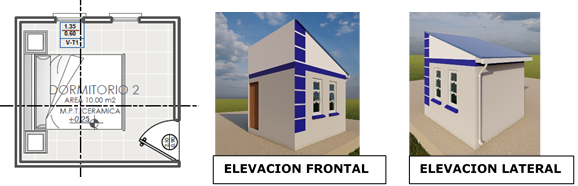 1.35
0.60
V-T1
DORMITORIO 2
AREA 10.00 m2
M.P.T. CERAMICA
+0.25
ELEVACION FRONTAL
ELEVACION LATERAL